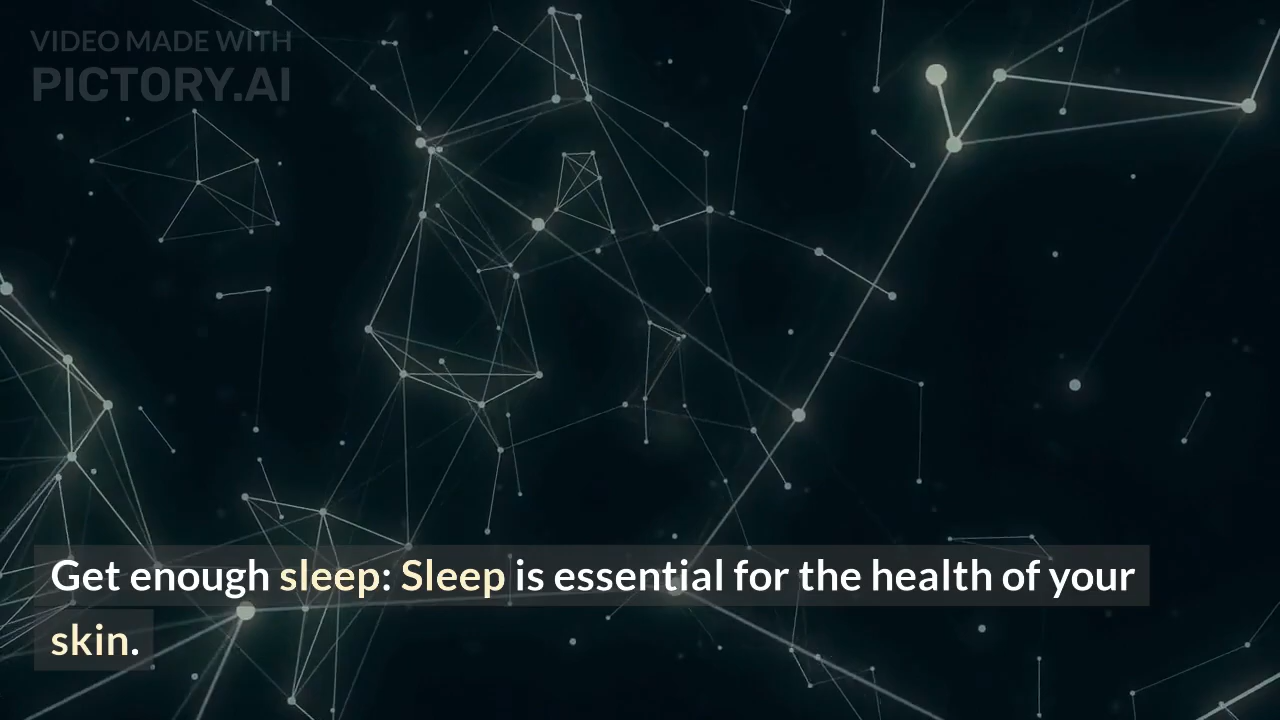 VIDEO MADE WITH
PICTORY.AI
Get enough sleep: Sleep is essential for the health of your
skin.